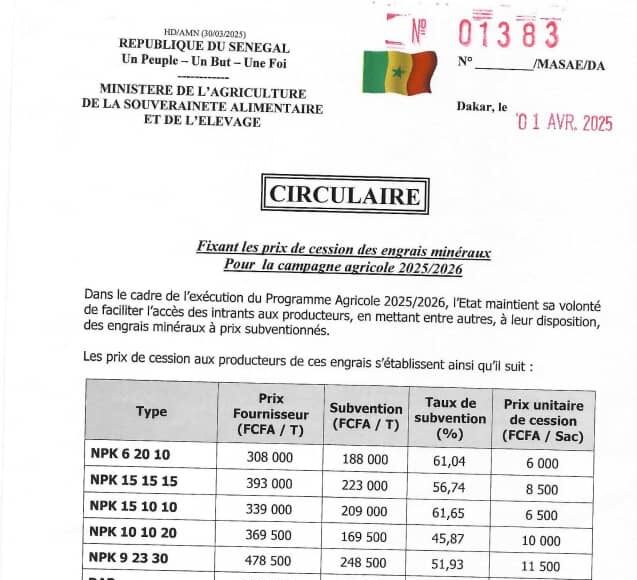 HD/AMN (30/03/2025)
REPUBLIQUE DU SENEGAL
Un Peuple – Un But – Une Foi
------------
MINISTERE DE L'AGRICULTURE
DE LA SOUVERAINETE ALIMENTAIRE
ET DE L'ELEVAGE
Nº 01383
N° ________/MASAE/DA
Dakar, le 01 AVR. 2025
CIRCULAIRE
Fixant les prix de cession des engrais minéraux
Pour la campagne agricole 2025/2026
Dans le cadre de l'exécution du Programme Agricole 2025/2026, l'Etat maintient sa volonté
de faciliter l'accès des intrants aux producteurs, en mettant entre autres, à leur disposition,
des engrais minéraux à prix subventionnés.
Les prix de cession aux producteurs de ces engrais s'établissent ainsi qu'il suit :
Type | Prix Fournisseur (FCFA / T) | Subvention (FCFA / T) | Taux de subvention (%) | Prix unitaire de cession (FCFA / Sac)
NPK 6 20 10 | 308 000 | 188 000 | 61,04 | 6 000
NPK 15 15 15 | 393 000 | 223 000 | 56,74 | 8 500
NPK 15 10 10 | 339 000 | 209 000 | 61,65 | 6 500
NPK 10 10 20 | 369 500 | 169 500 | 45,87 | 10 000
NPK 9 23 30 | 478 500 | 248 500 | 51,93 | 11 500